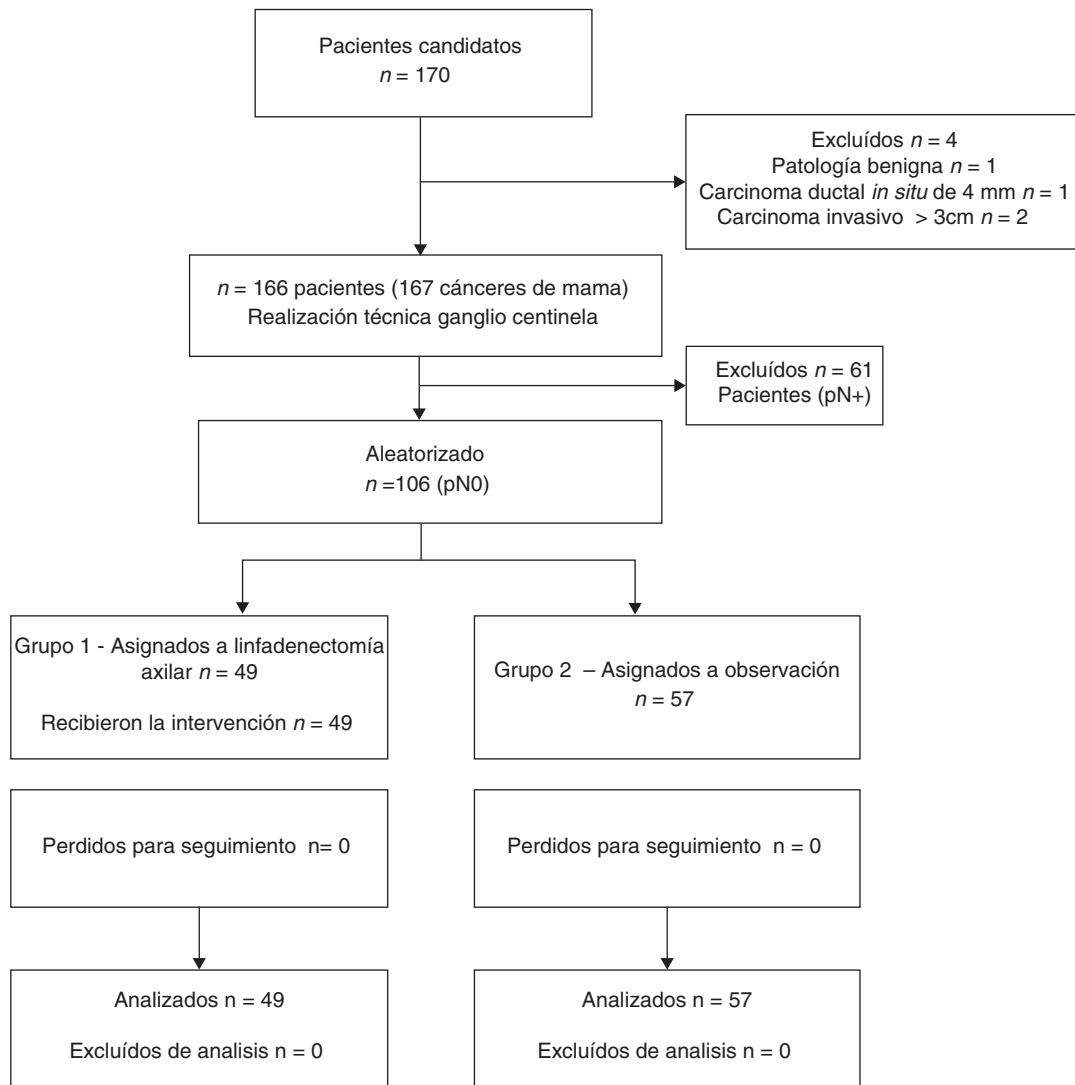 Pacientes candidatos
n = 170
Excluídos n = 4
Patología benigna n = 1
Carcinoma ductal in situ de 4 mm n = 1
Carcinoma invasivo > 3cm n = 2
n = 166 pacientes (167 cánceres de mama)
Realización técnica ganglio centinela
Excluídos n = 61
Pacientes (pN+)
Aleatorizado
n =106 (pN0)
Grupo 1 - Asignados a linfadenectomía
axilar n = 49
Recibieron la intervención n = 49
Grupo 2 – Asignados a observación
n = 57
Perdidos para seguimiento n= 0
Perdidos para seguimiento n = 0
Analizados n = 49
Excluídos de analisis n = 0
Analizados n = 57
Excluídos de analisis n = 0